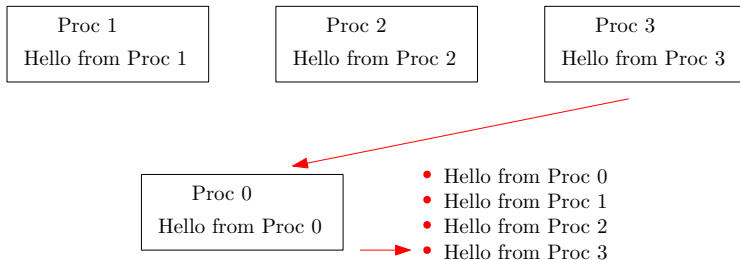 Proc 1
Hello from Proc 1
Proc 2
Hello from Proc 2
Proc 3
Hello from Proc 3
Proc 0
Hello from Proc 0
Hello from Proc 0
Hello from Proc 1
Hello from Proc 2
Hello from Proc 3